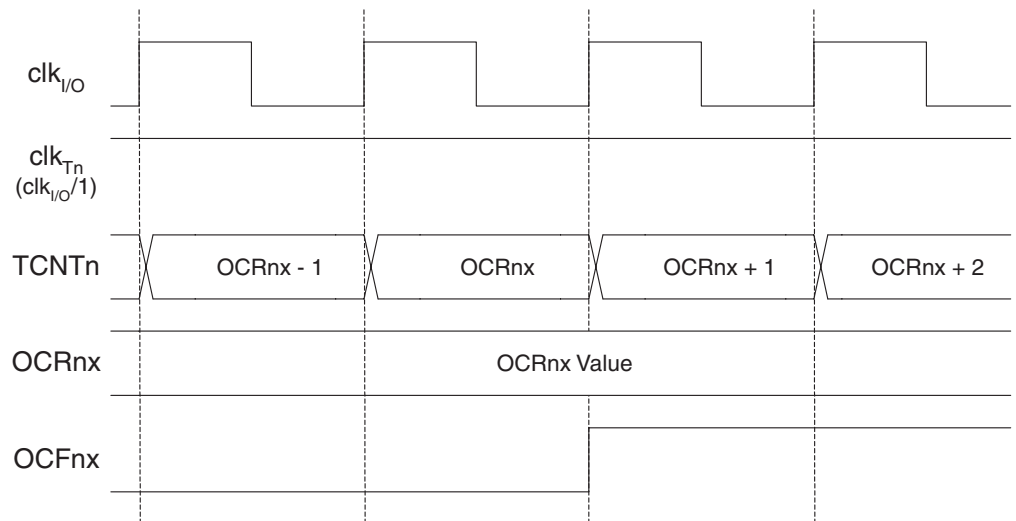 clkI/O
clkTn
(clkI/O/1)
TCNTn OCRnx - 1 OCRnx OCRnx + 1 OCRnx + 2
OCRnx OCRnx Value
OCFnx